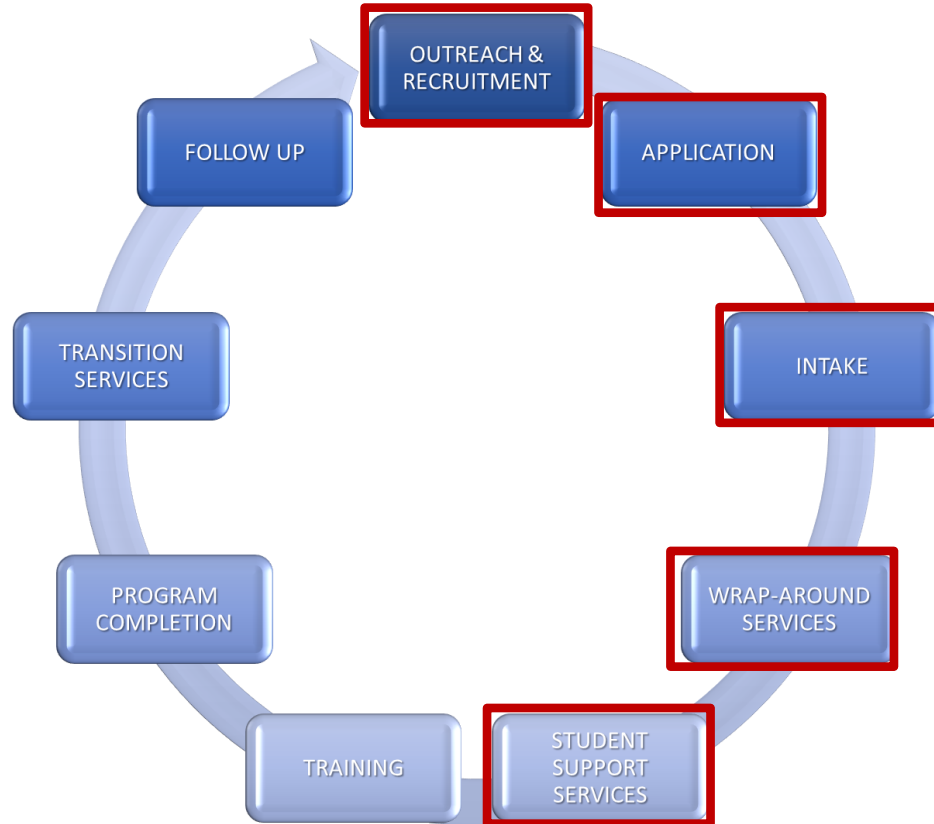 OUTREACH &
RECRUITMENT
APPLICATION
INTAKE
WRAP-AROUND
SERVICES
STUDENT
SUPPORT
SERVICES
TRAINING
PROGRAM
COMPLETION
TRANSITION
SERVICES
FOLLOW UP